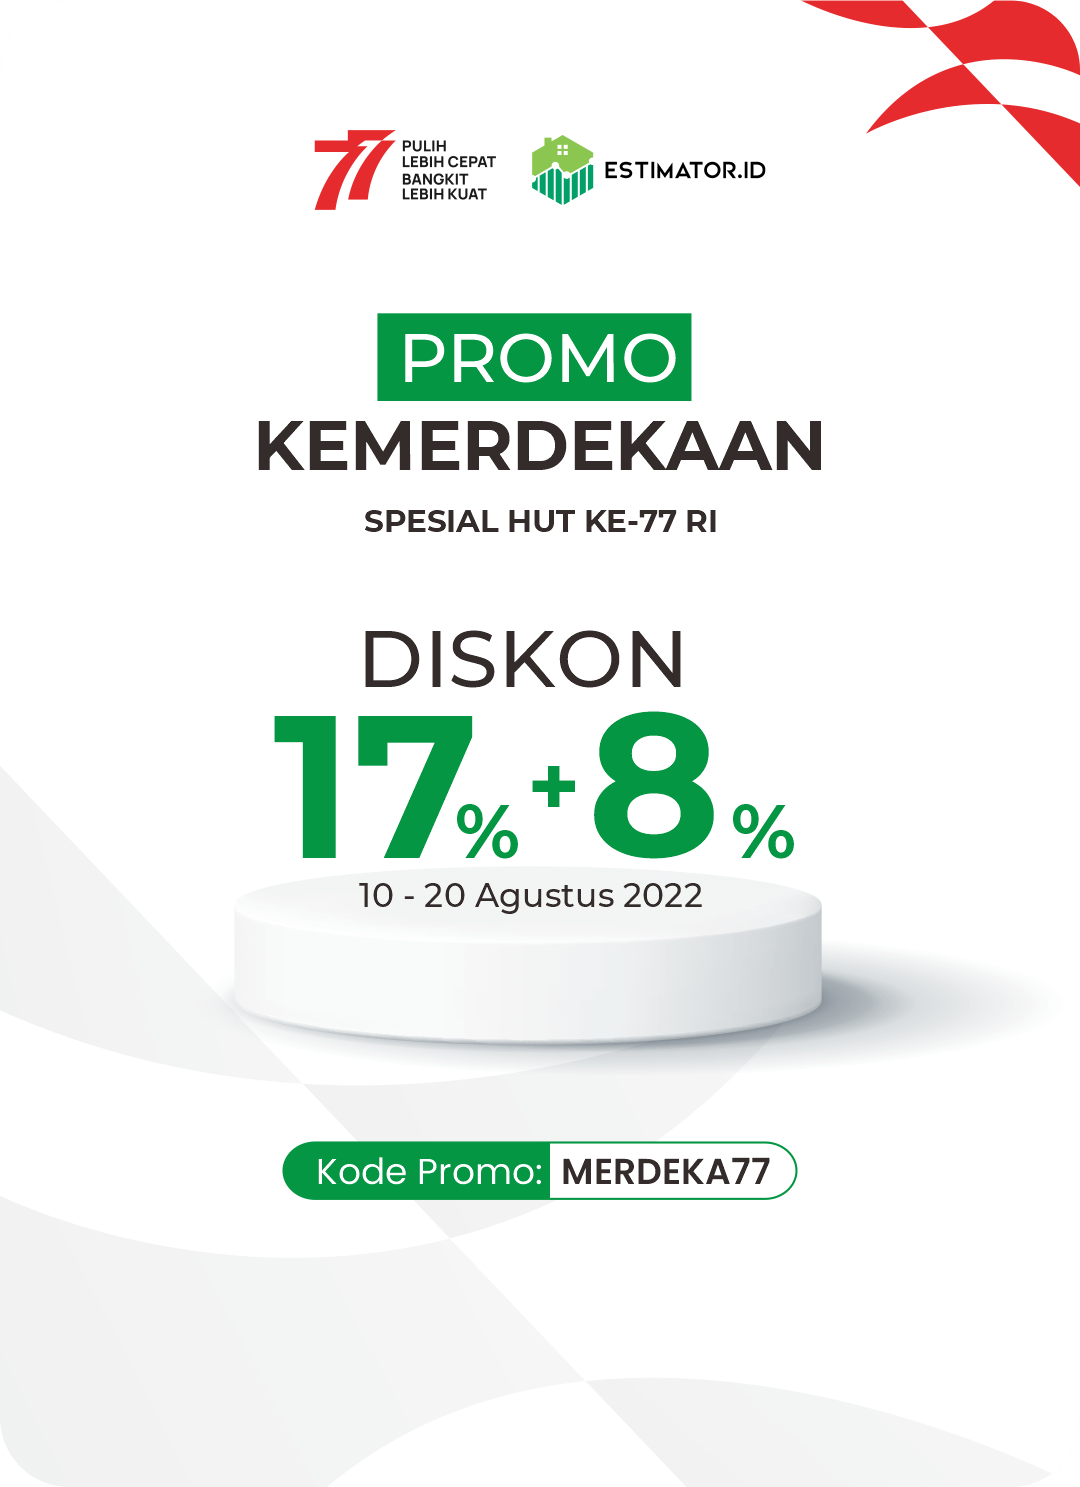 77
PULIH
LEBIH CEPAT
BANGKIT
LEBIH KUAT
ESTIMATOR.ID
PROMO
KEMERDEKAAN
SPESIAL HUT KE-77 RI
DISKON
17% + 8%
10 - 20 Agustus 2022
Kode Promo: MERDEKA77